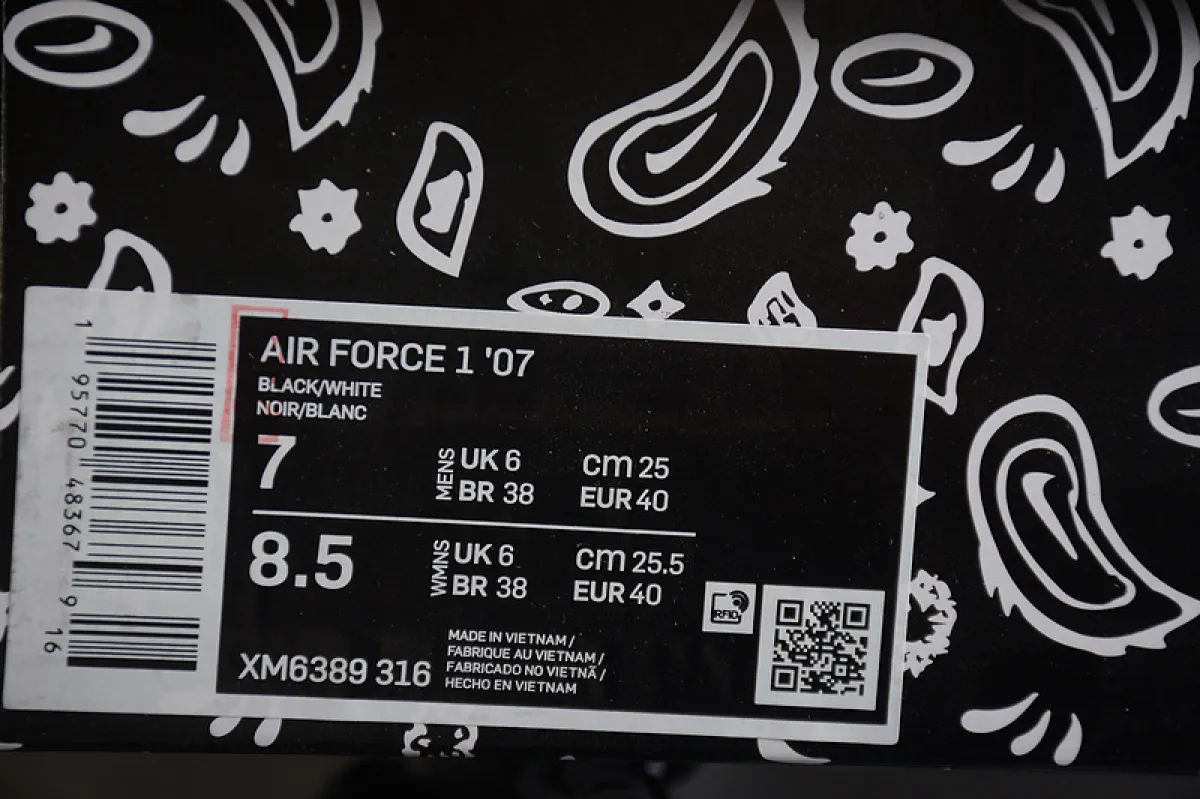 AIR FORCE 1 '07
BLACK/WHITE
NOIR/BLANC
7
MENS
UK 6
cm 25
BR 38
EUR 40
8.5
WMNS
UK 6
cm 25.5
BR 38
EUR 40
RFID
XM6389 316
MADE IN VIETNAM /
FABRIQUE AU VIETNAM /
FABRICADO NO VIETNÃ /
HECHO EN VIETNAM
1 95770 48367 9 16